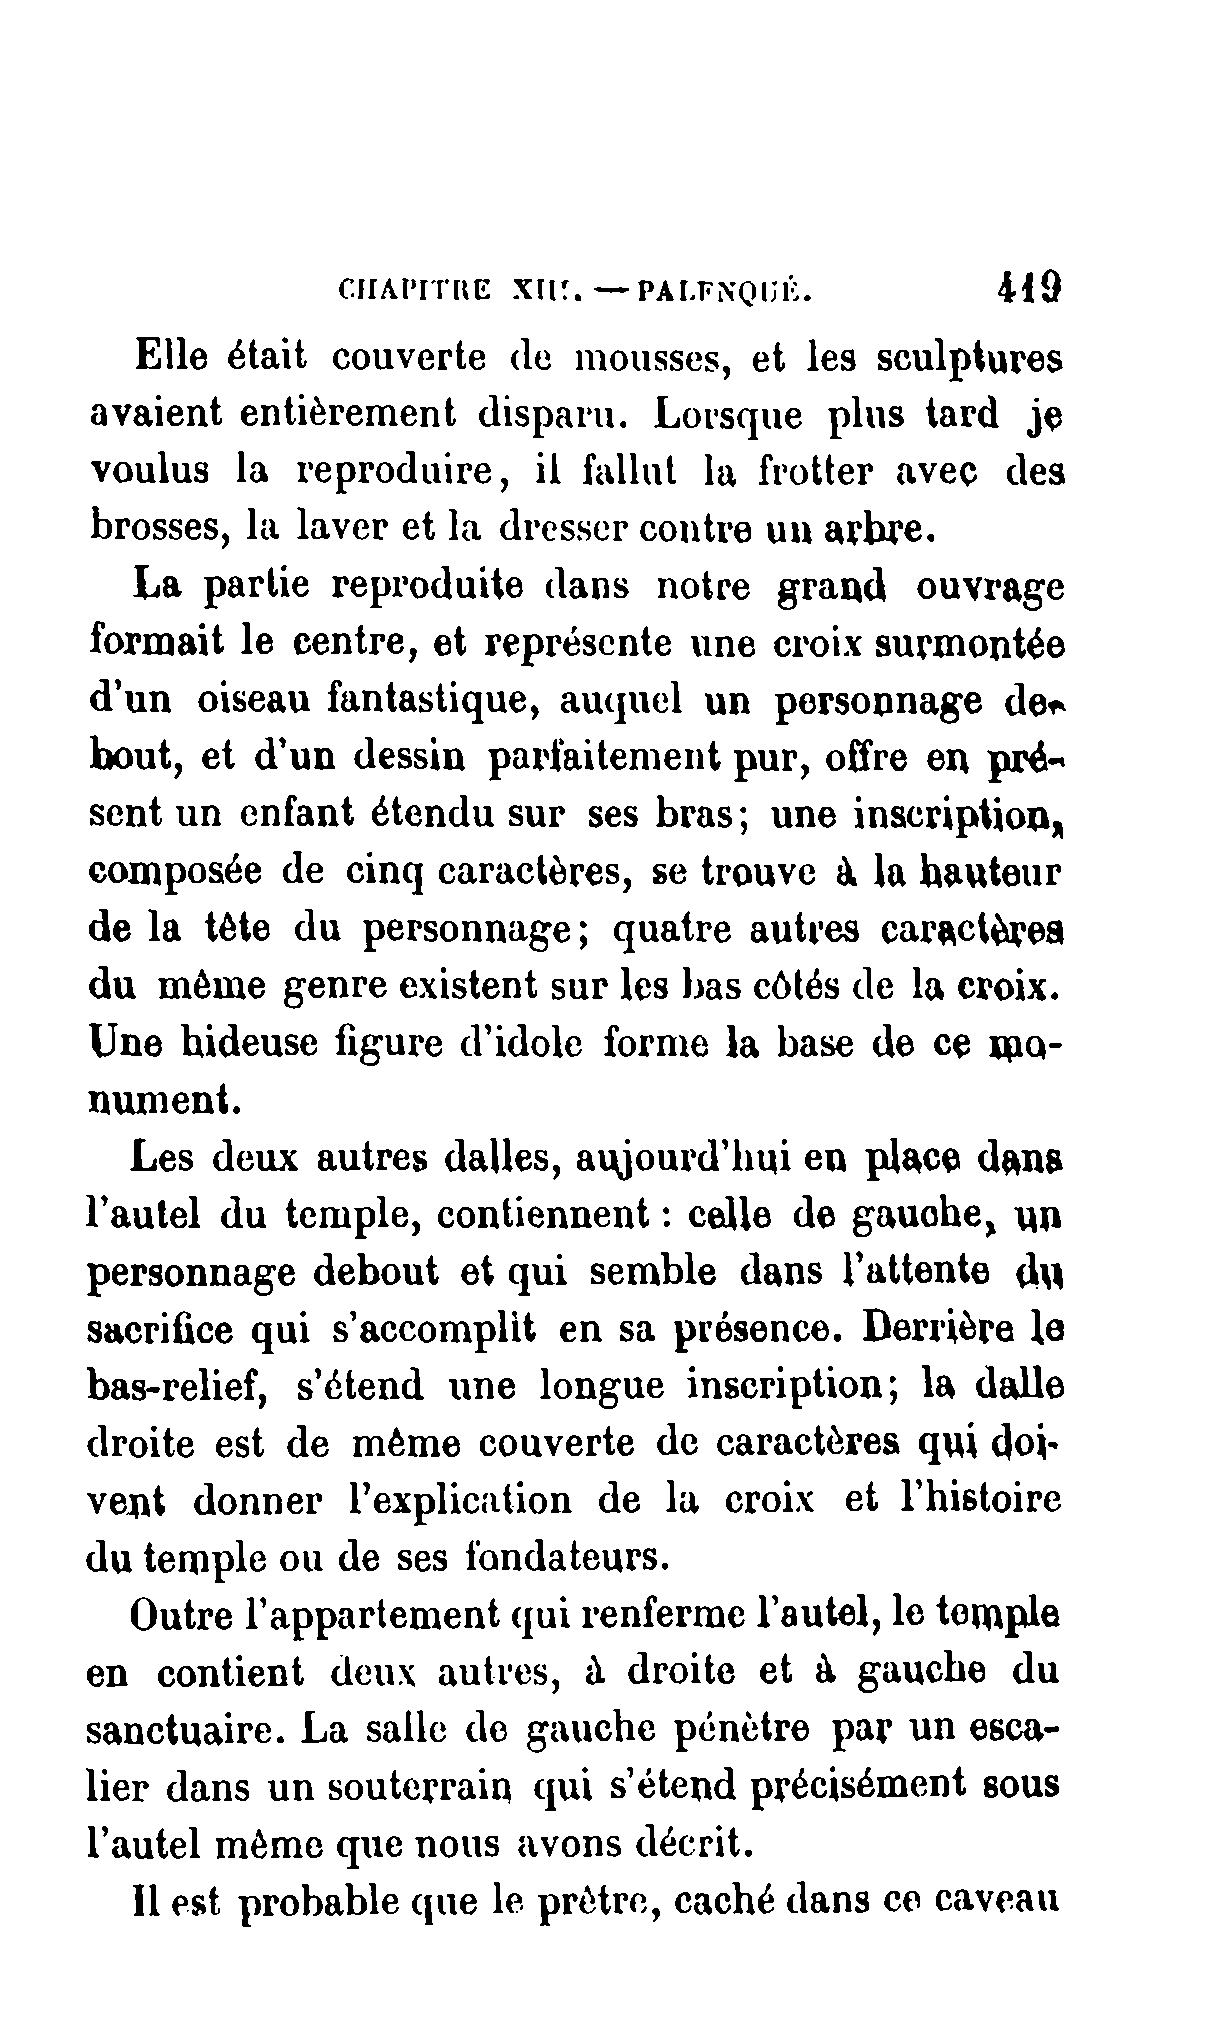 CHAPITRE XIII. — PALENQUÉ. 419
Elle était couverte de mousses, et les sculptures
avaient entièrement disparu. Lorsque plus tard je
voulus la reproduire, il fallut la frotter avec des
brosses, la laver et la dresser contre un arbre.
La partie reproduite dans notre grand ouvrage
formait le centre, et représente une croix surmontée
d'un oiseau fantastique, auquel un personnage de-
bout, et d'un dessin parfaitement pur, offre en pré-
sent un enfant étendu sur ses bras; une inscription,
composée de cinq caractères, se trouve à la hauteur
de la tête du personnage; quatre autres caractères
du même genre existent sur les bas côtés de la croix.
Une hideuse figure d'idole forme la base de ce mo-
nument.
Les deux autres dalles, aujourd'hui en place dans
l'autel du temple, contiennent : celle de gauche, un
personnage debout et qui semble dans l'attente du
sacrifice qui s'accomplit en sa présence. Derrière le
bas-relief, s'étend une longue inscription; la dalle
droite est de même couverte de caractères qui doi-
vent donner l'explication de la croix et l'histoire
du temple ou de ses fondateurs.
Outre l'appartement qui renferme l'autel, le temple
en contient deux autres, à droite et à gauche du
sanctuaire. La salle de gauche pénètre par un esca-
lier dans un souterrain qui s'étend précisément sous
l'autel même que nous avons décrit.
Il est probable que le prêtre, caché dans ce caveau